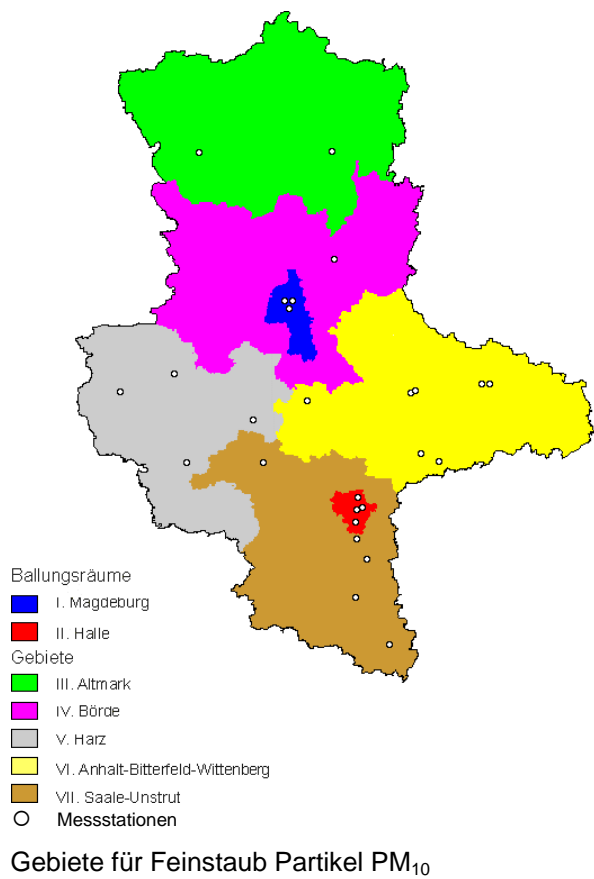 Ballungsräume
I. Magdeburg
II. Halle
Gebiete
III. Altmark
IV. Börde
V. Harz
VI. Anhalt-Bitterfeld-Wittenberg
VII. Saale-Unstrut
Messstationen
Gebiete für Feinstaub Partikel PM₁₀